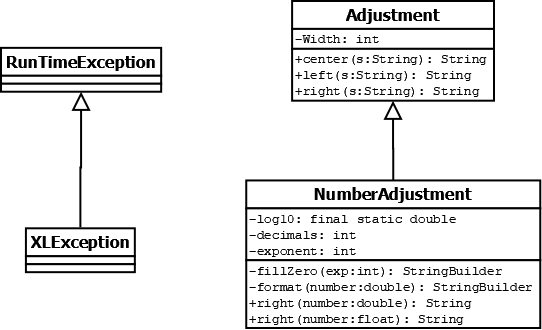 RunTimeException
XLException
Adjustment
-Width: int
+center(s:String): String
+left(s:String): String
+right(s:String): String
NumberAdjustment
-log10: final static double
-decimals: int
-exponent: int
-fillZero(exp:int): StringBuilder
-format(number:double): StringBuilder
+right(number:double): String
+right(number:float): String